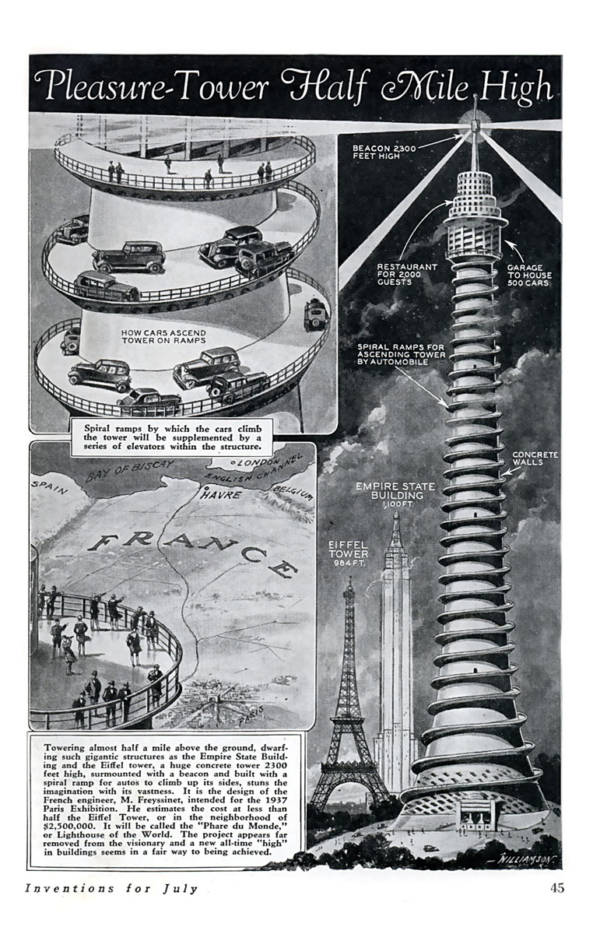 Pleasure-Tower Half Mile High
BEACON 2300
FEET HIGH
RESTAURANT
FOR 2,000
GUESTS
GARAGE
TO HOUSE
500 CARS
HOW CARS ASCEND
TOWER ON RAMPS
SPIRAL RAMPS FOR
ASCENDING TOWER
BY AUTOMOBILE
Spiral ramps by which the cars climb
the tower will be supplemented by a
series of elevators within the structure.
CONCRETE
WALLS
BAY OF BISCAY
LONDON
ENGLISH CHANNEL
SPAIN
HAVRE
BELGIUM
FRANCE
PARIS
EMPIRE STATE
BUILDING
1,100 FT.
EIFFEL
TOWER
984 FT.
Towering almost half a mile above the ground, dwarf-
ing such gigantic structures as the Empire State Build-
ing and the Eiffel tower, a huge concrete tower 2300
feet high, surmounted with a beacon and built with a
spiral ramp for autos to climb up its sides, stuns the
imagination with its vastness. It is the design of the
French engineer, M. Freyssinet, intended for the 1937
Paris Exhibition. He estimates the cost at less than
half the Eiffel Tower, or in the neighborhood of
$2,500,000. It will be called the "Phare du Monde,"
or Lighthouse of the World. The project appears far
removed from the visionary and a new all-time "high"
in buildings seems in a fair way to being achieved.
—WILLIAMSON
Inventions for July
45